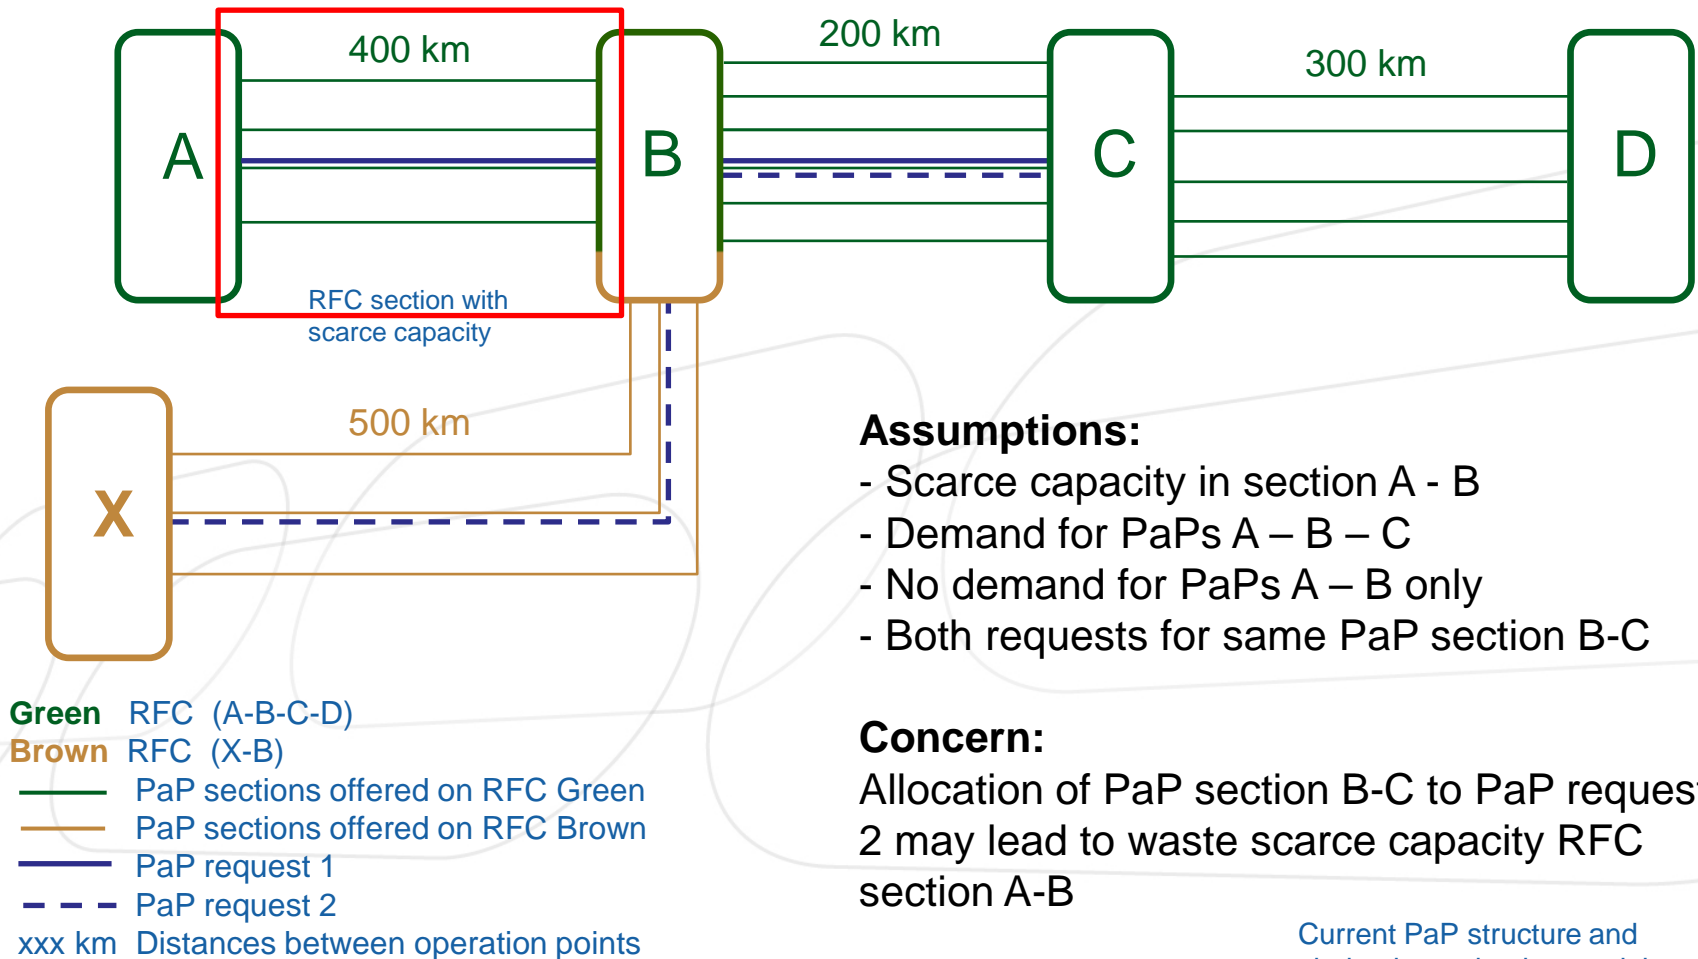 400 km
200 km
300 km
A
B
C
D
RFC section with
scarce capacity
500 km
X
Assumptions:
- Scarce capacity in section A - B
- Demand for PaPs A – B – C
- No demand for PaPs A – B only
- Both requests for same PaP section B-C
Green RFC (A-B-C-D)
Brown RFC (X-B)
PaP sections offered on RFC Green
PaP sections offered on RFC Brown
PaP request 1
PaP request 2
xxx km Distances between operation points
Concern:
Allocation of PaP section B-C to PaP request
2 may lead to waste scarce capacity RFC
section A-B
Current PaP structure and